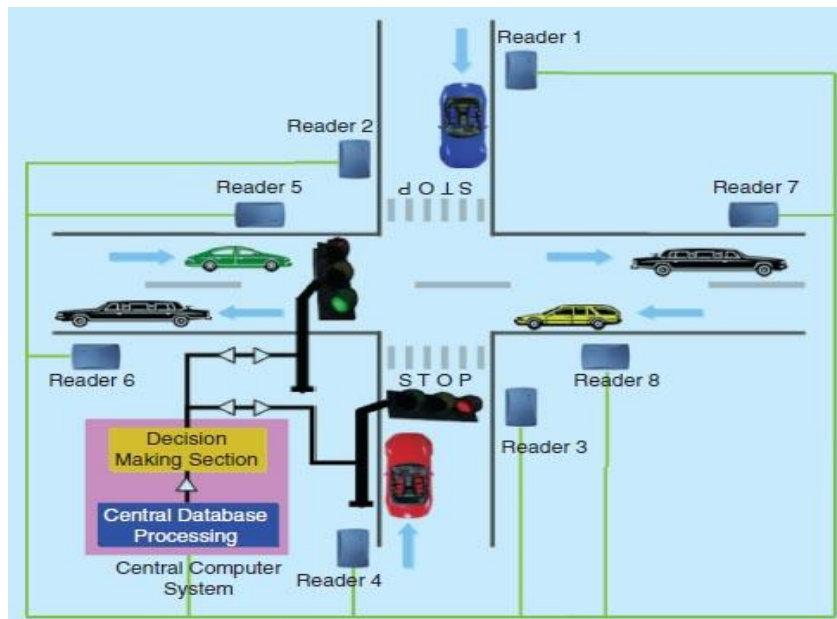 Reader 1
Reader 2
Reader 5
Reader 7
STOP
Reader 6
STOP
Reader 8
Reader 3
Decision
Making Section
Central Database
Processing
Central Computer
System
Reader 4